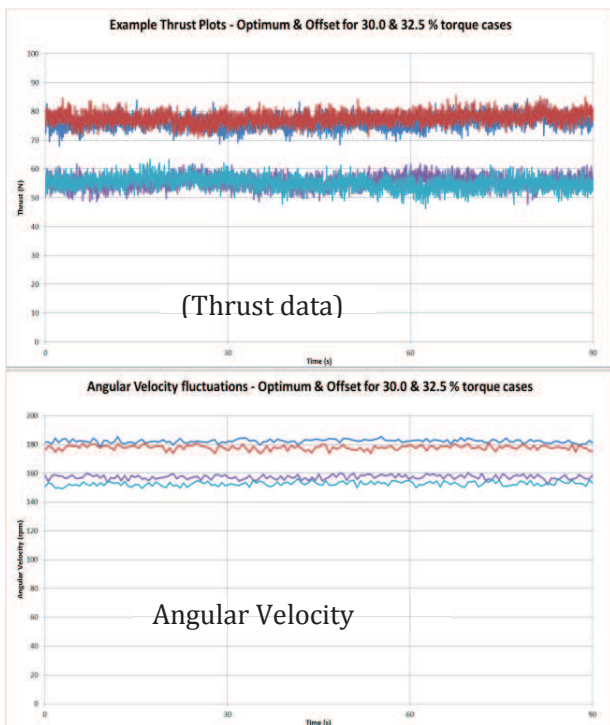 Example Thrust Plots - Optimum & Offset for 30.0 & 32.5 % torque cases
100
90
80
70
60
50
40
30
20
10
0
Thrust (N)
(Thrust data)
0 30 60 90
Time (s)
Angular Velocity fluctuations - Optimum & Offset for 30.0 & 32.5 % torque cases
200
180
160
140
120
100
80
60
40
20
0
Angular Velocity (rpm)
Angular Velocity
0 30 60 90
Time (s)